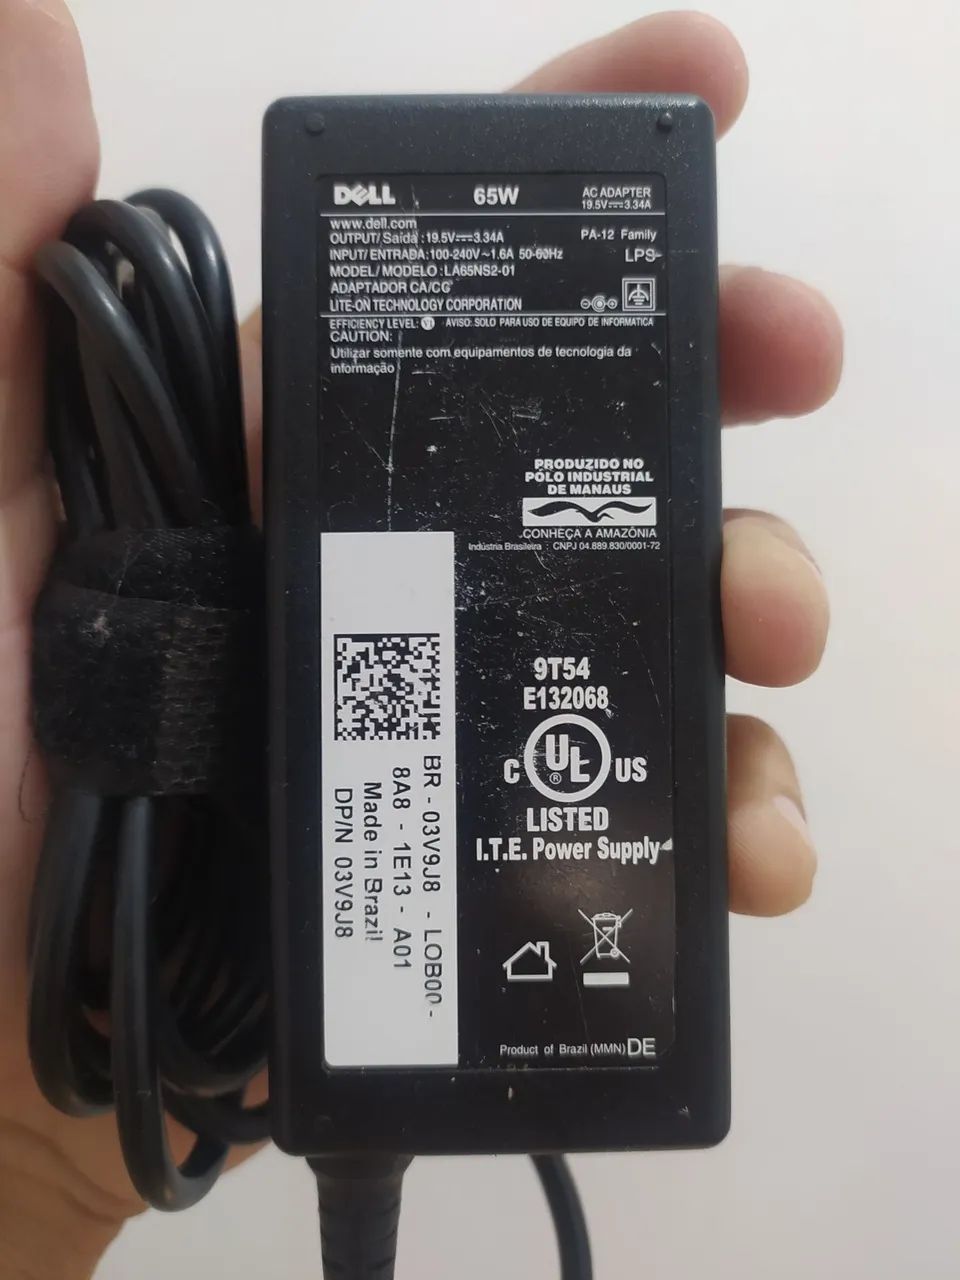 DELL 65W AC ADAPTER
19.5V⎓3.34A
www.dell.com
OUTPUT/ Saída :19.5V⎓3.34A PA-12 Family
INPUT/ ENTRADA:100-240V ~ 1.6A 50-60Hz LPS
MODEL/ MODELO : LA65NS2-01
ADAPTADOR CA/CC
LITE-ON TECHNOLOGY CORPORATION
EFFICIENCY LEVEL: VI AVISO: SOLO PARA USO DE EQUIPO DE INFORMATICA
CAUTION:
Utilizar somente com equipamentos de tecnologia da
informação
PRODUZIDO NO
PÓLO INDUSTRIAL
DE MANAUS
CONHEÇA A AMAZÔNIA
Indústria Brasileira CNPJ 04.889.830/0001-72
9T54
E132068
C UL ® US
LISTED
I.T.E. Power Supply
BR - 03V9J8 - LOB00-
8A8 - 1E13 - A01
Made in Brazil
DP/N 03V9J8
Product of Brazil (MMN) DE